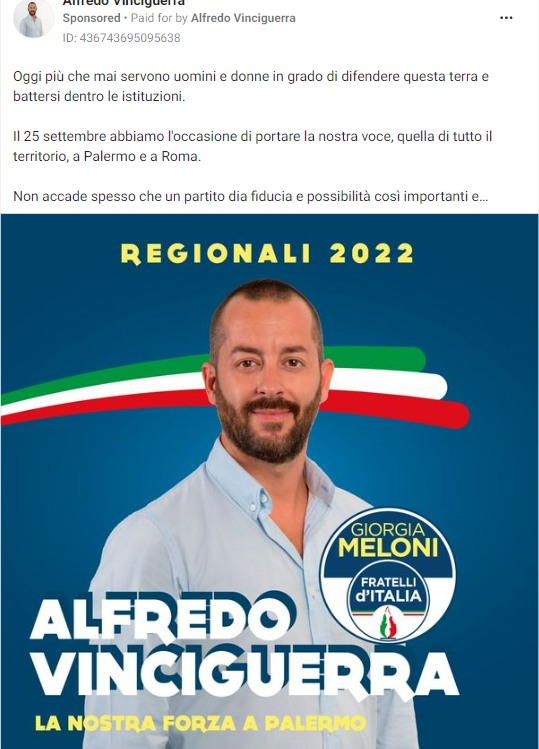 Alfredo Vinciguerra
Sponsored • Paid for by Alfredo Vinciguerra
ID: 436743695095638
Oggi più che mai servono uomini e donne in grado di difendere questa terra e
battersi dentro le istituzioni.
Il 25 settembre abbiamo l'occasione di portare la nostra voce, quella di tutto il
territorio, a Palermo e a Roma.
Non accade spesso che un partito dia fiducia e possibilità così importanti e...
REGIONALI 2022
GIORGIA
MELONI
FRATELLI
d'ITALIA
ALFREDO
VINCIGUERRA
LA NOSTRA FORZA A PALERMO